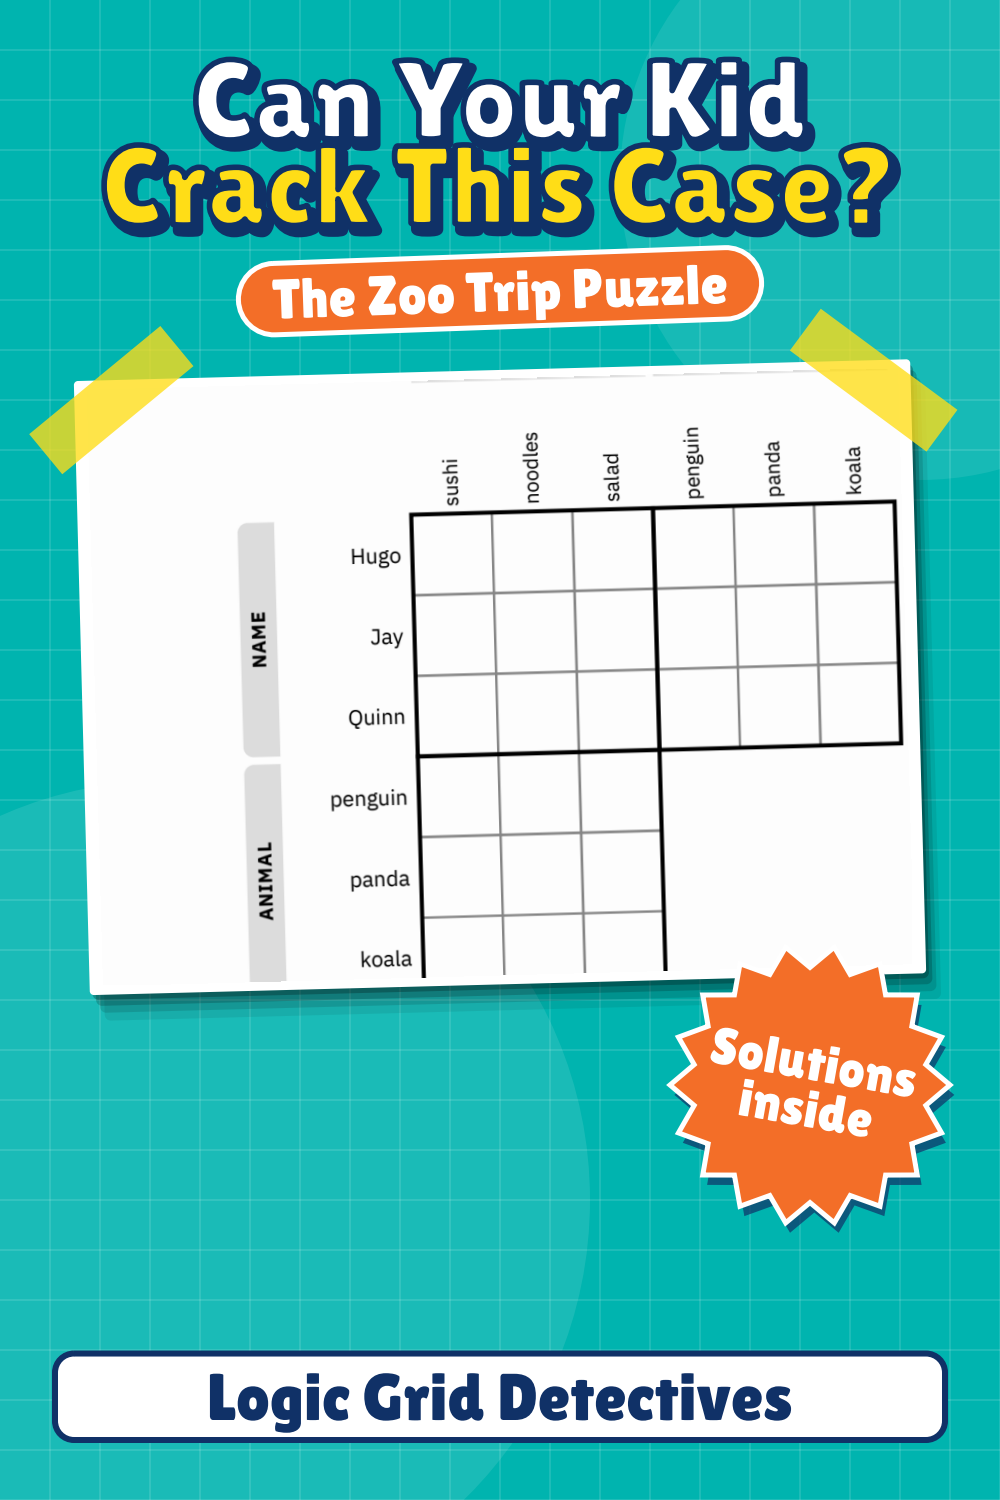 Can Your Kid
Crack This Case?
The Zoo Trip Puzzle
sushi
noodles
salad
penguin
panda
koala
NAME
Hugo
Jay
Quinn
ANIMAL
penguin
panda
koala
Solutions
inside
Logic Grid Detectives